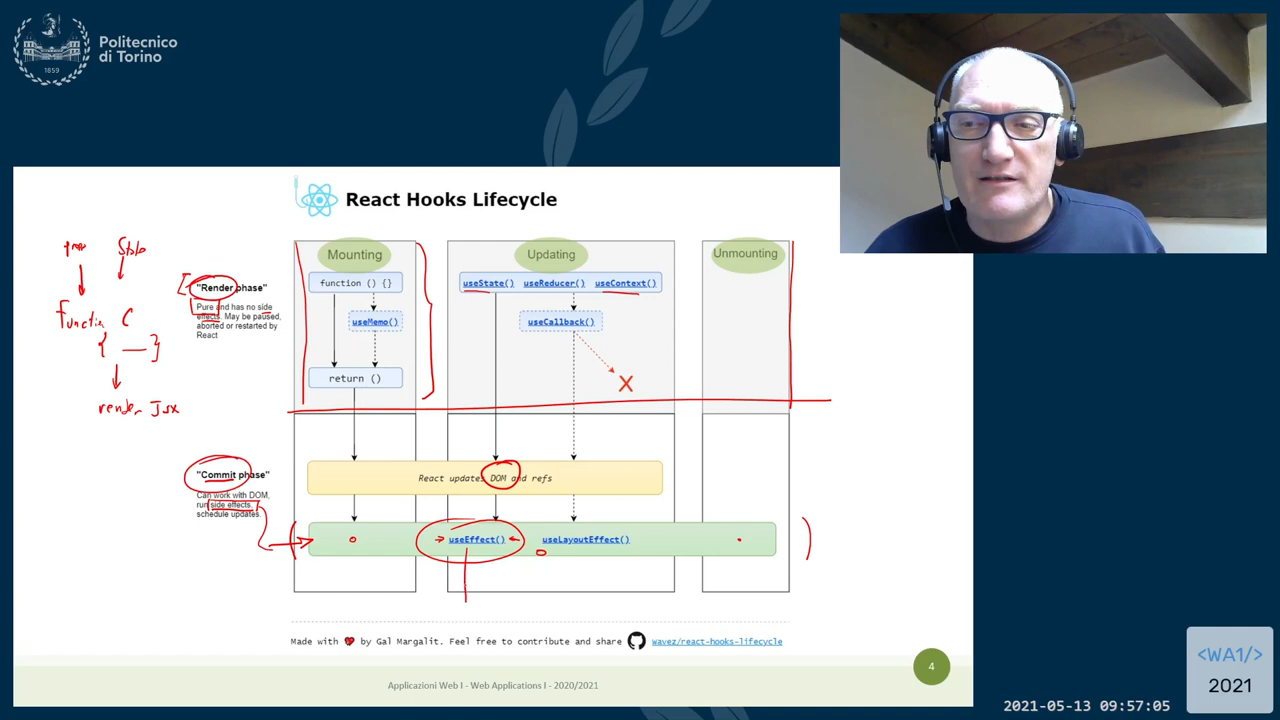 Politecnico
di Torino
1859
React Hooks Lifecycle
Mounting
Updating
Unmounting
State
"Render phase"
Pure and has no side
effects. May be paused,
aborted or restarted by
React
function () {}
useMemo()
return ()
useState()
useReducer()
useContext()
useCallback()
X
C
{ __ }
render Jsx
"Commit phase"
Can work with DOM,
run side effects,
schedule updates.
React updates DOM and refs
useEffect()
useLayoutEffect()
Made with by Gal Margalit. Feel free to contribute and share
wavez/react-hooks-lifecycle
4
Applicazioni Web I - Web Applications I - 2020/2021
<WA1/>
2021
2021-05-13 09:57:05